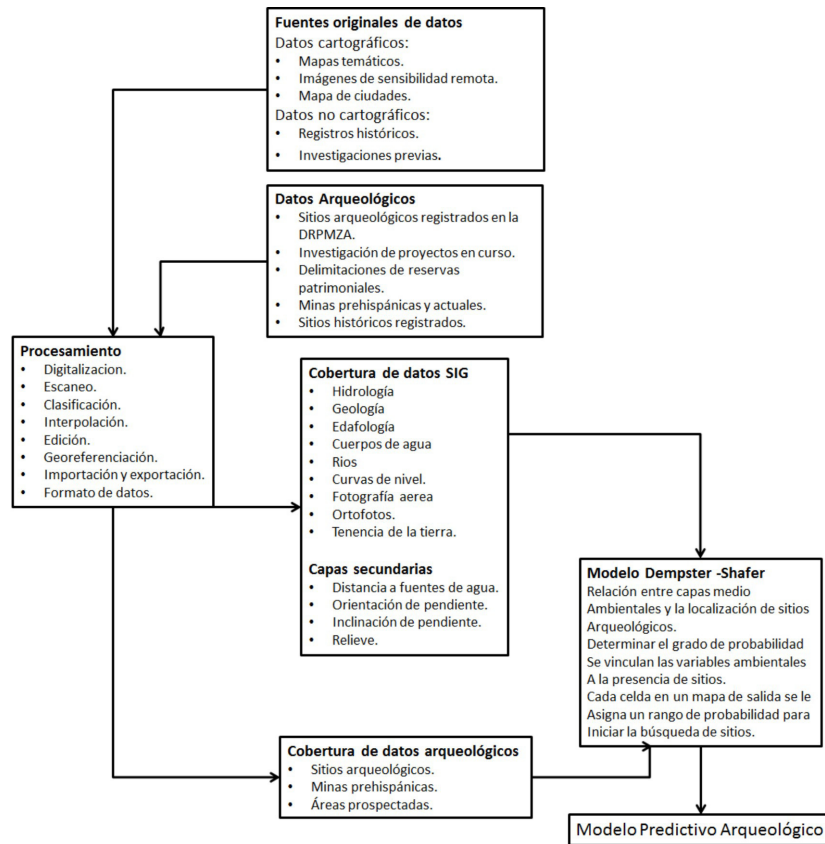 Fuentes originales de datos
Datos cartográficos:
• Mapas temáticos.
• Imágenes de sensibilidad remota.
• Mapa de ciudades.
Datos no cartográficos:
• Registros históricos.
• Investigaciones previas.
Datos Arqueológicos
• Sitios arqueológicos registrados en la
DRPMZA.
• Investigación de proyectos en curso.
• Delimitaciones de reservas
patrimoniales.
• Minas prehispánicas y actuales.
• Sitios históricos registrados.
Procesamiento
• Digitalizacion.
• Escaneo.
• Clasificación.
• Interpolación.
• Edición.
• Georeferenciación.
• Importación y exportación.
• Formato de datos.
Cobertura de datos SIG
• Hidrología
• Geología
• Edafología
• Cuerpos de agua
• Rios
• Curvas de nivel.
• Fotografía aerea
• Ortofotos.
• Tenencia de la tierra.
Capas secundarias
• Distancia a fuentes de agua.
• Orientación de pendiente.
• Inclinación de pendiente.
• Relieve.
Modelo Dempster -Shafer
Relación entre capas medio
Ambientales y la localización de sitios
Arqueológicos.
Determinar el grado de probabilidad
Se vinculan las variables ambientales
A la presencia de sitios.
Cada celda en un mapa de salida se le
Asigna un rango de probabilidad para
Iniciar la búsqueda de sitios.
Cobertura de datos arqueológicos
• Sitios arqueológicos.
• Minas prehispánicas.
• Áreas prospectadas.
Modelo Predictivo Arqueológico